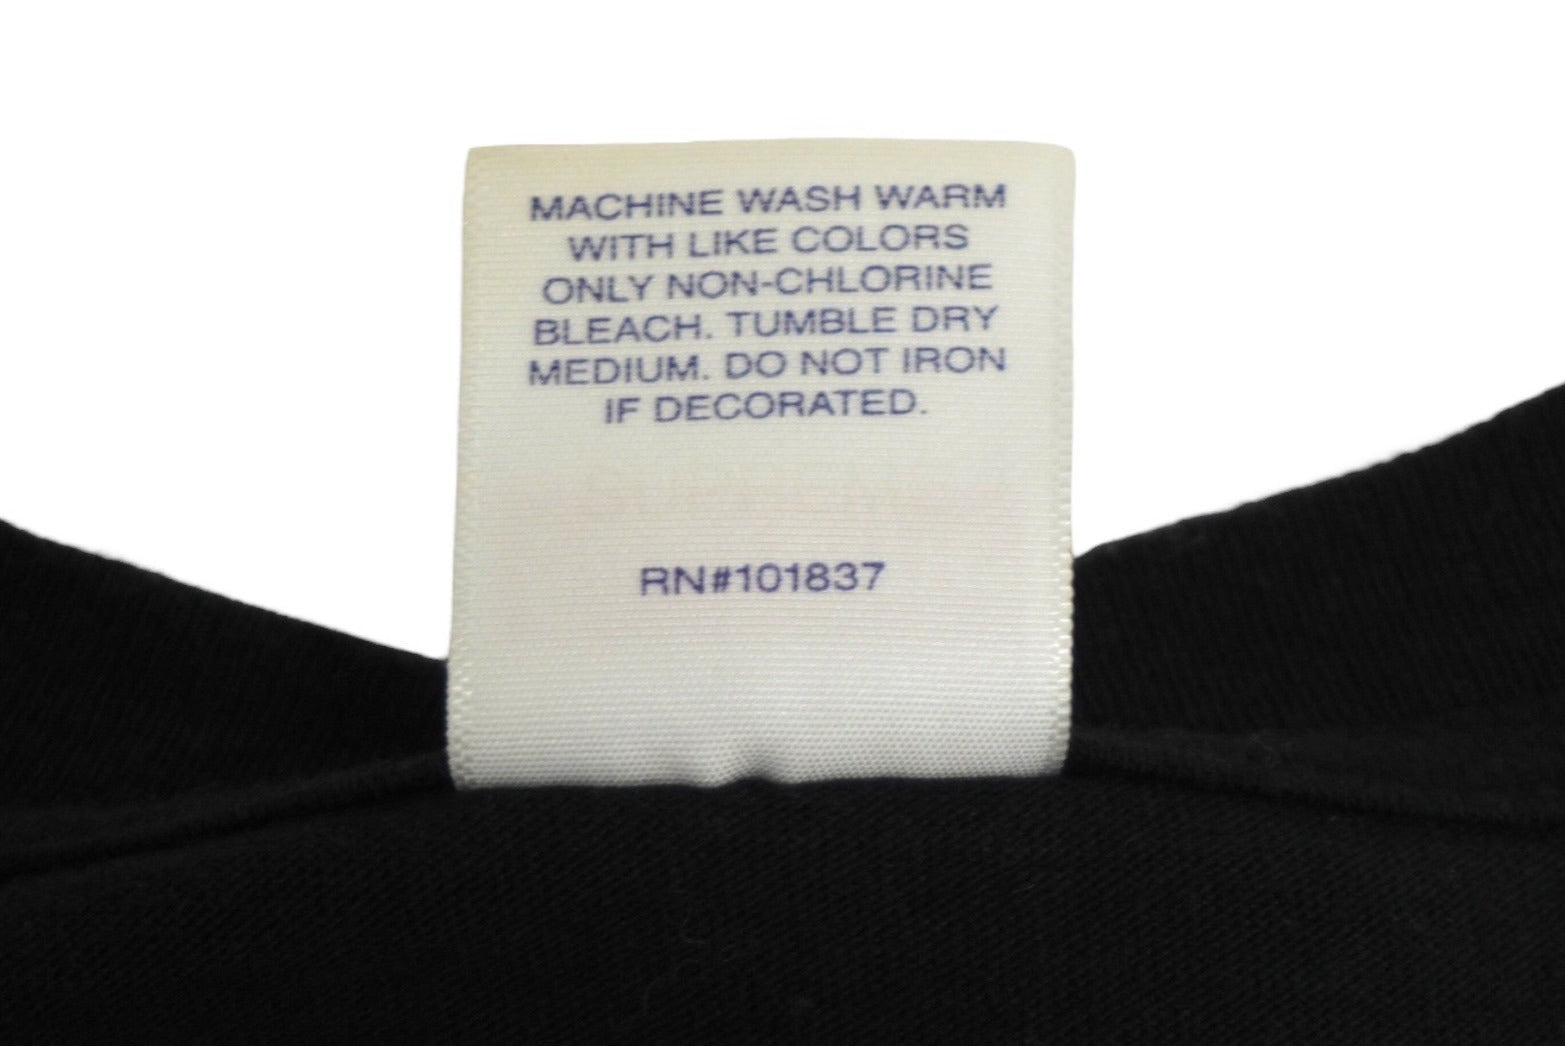 MACHINE WASH WARM
WITH LIKE COLORS
ONLY NON-CHLORINE
BLEACH. TUMBLE DRY
MEDIUM. DO NOT IRON
IF DECORATED.
RN#101837